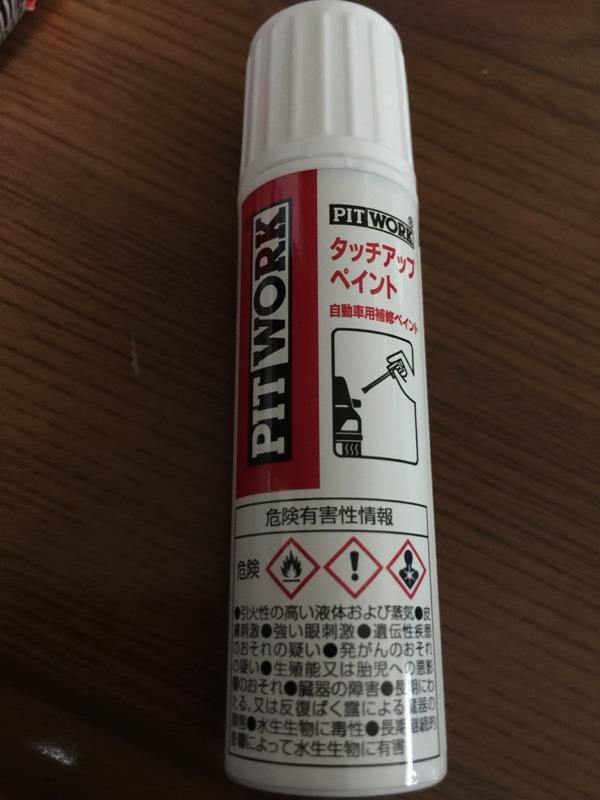 PIT WORK
PIT WORK®
タッチアップ
ペイント
自動車用補修ペイント
危険有害性情報
危険
●引火性の高い液体および蒸気●皮
膚刺激●強い眼刺激●遺伝性疾患
のおそれの疑い●発がんのおそれ
の疑い●生殖能又は胎児への悪影
響のおそれ●臓器の障害●長期にわ
たる、又は反復ばく露による臓器の
障害●水生生物に毒性●長期継続的
影響によって水生生物に有害